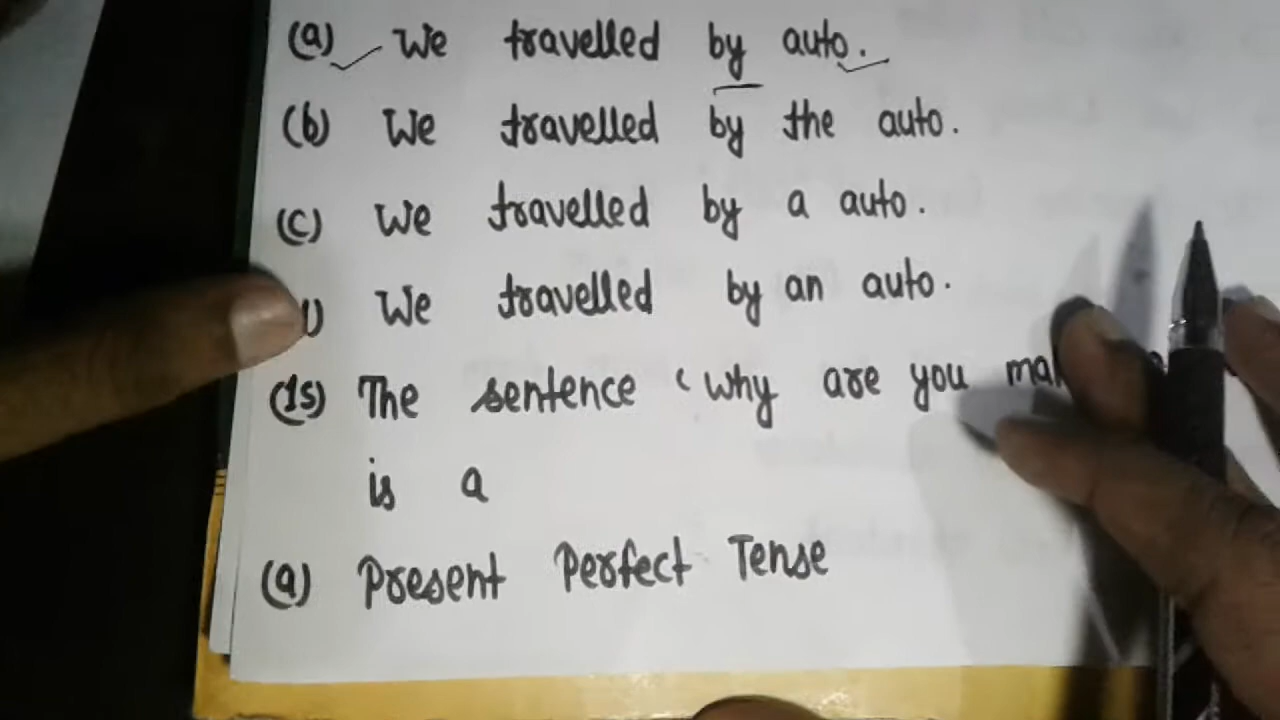 (a) We travelled by auto.
(b) We travelled by the auto.
(c) We travelled by a auto.
We travelled by an auto.
(15) The sentence ‘why are you
is a
(a) Present Perfect Tense